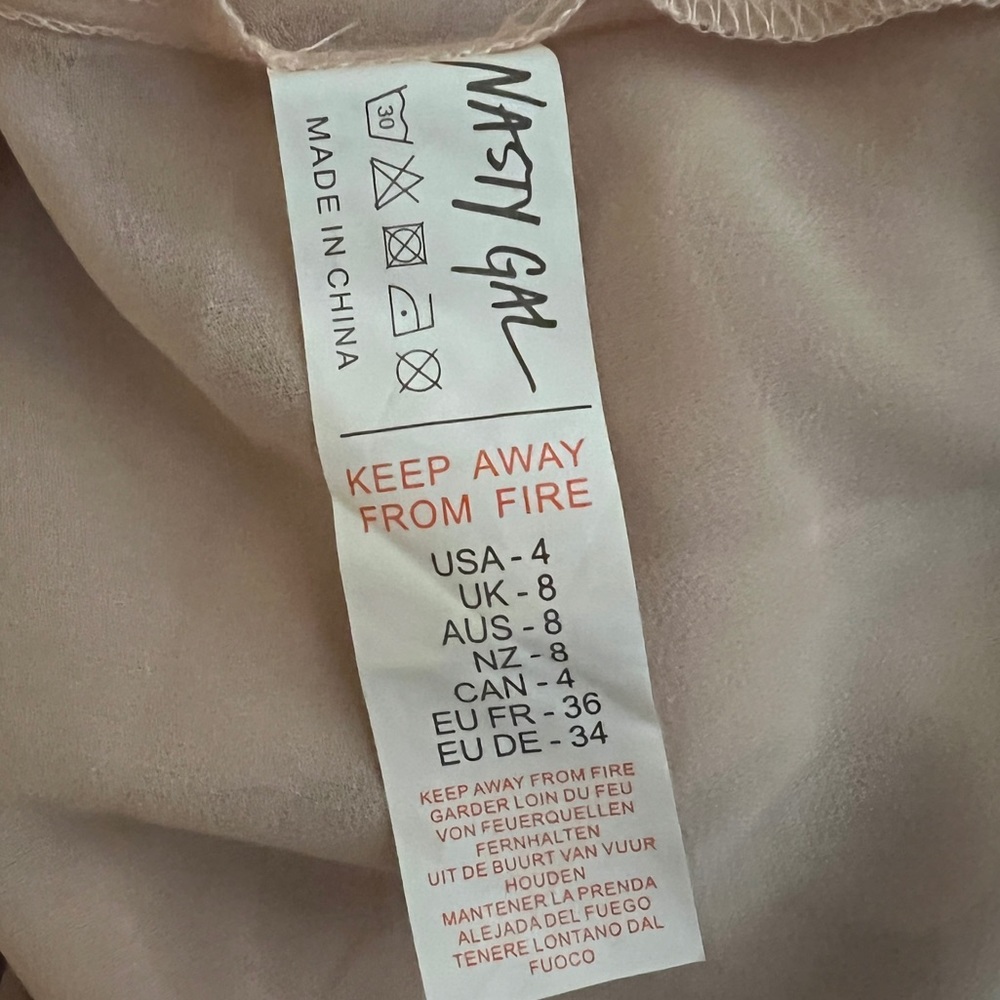 NASTY GAL
30
MADE IN CHINA
KEEP AWAY
FROM FIRE
USA - 4
UK - 8
AUS - 8
NZ - 8
CAN - 4
EU FR - 36
EU DE - 34
KEEP AWAY FROM FIRE
GARDER LOIN DU FEU
VON FEUERQUELLEN
FERNHALTEN
UIT DE BUURT VAN VUUR
HOUDEN
MANTENER LA PRENDA
ALEJADA DEL FUEGO
TENERE LONTANO DAL
FUOCO